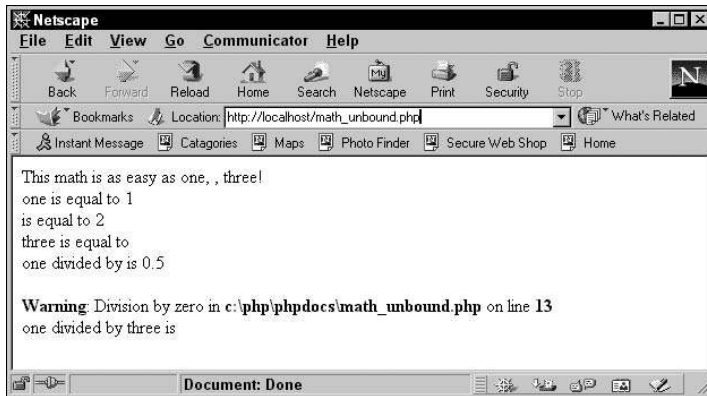 Netscape
File Edit View Go Communicator Help
Back Forward Reload Home Search Netscape Print Security Stop
My
N
Bookmarks Location: http://localhost/math_unbound.php What's Related
Instant Message Catagories Maps Photo Finder Secure Web Shop Home
This math is as easy as one, , three!
one is equal to 1
is equal to 2
three is equal to
one divided by is 0.5
Warning: Division by zero in c:\php\phpdocs\math_unbound.php on line 13
one divided by three is
Document: Done